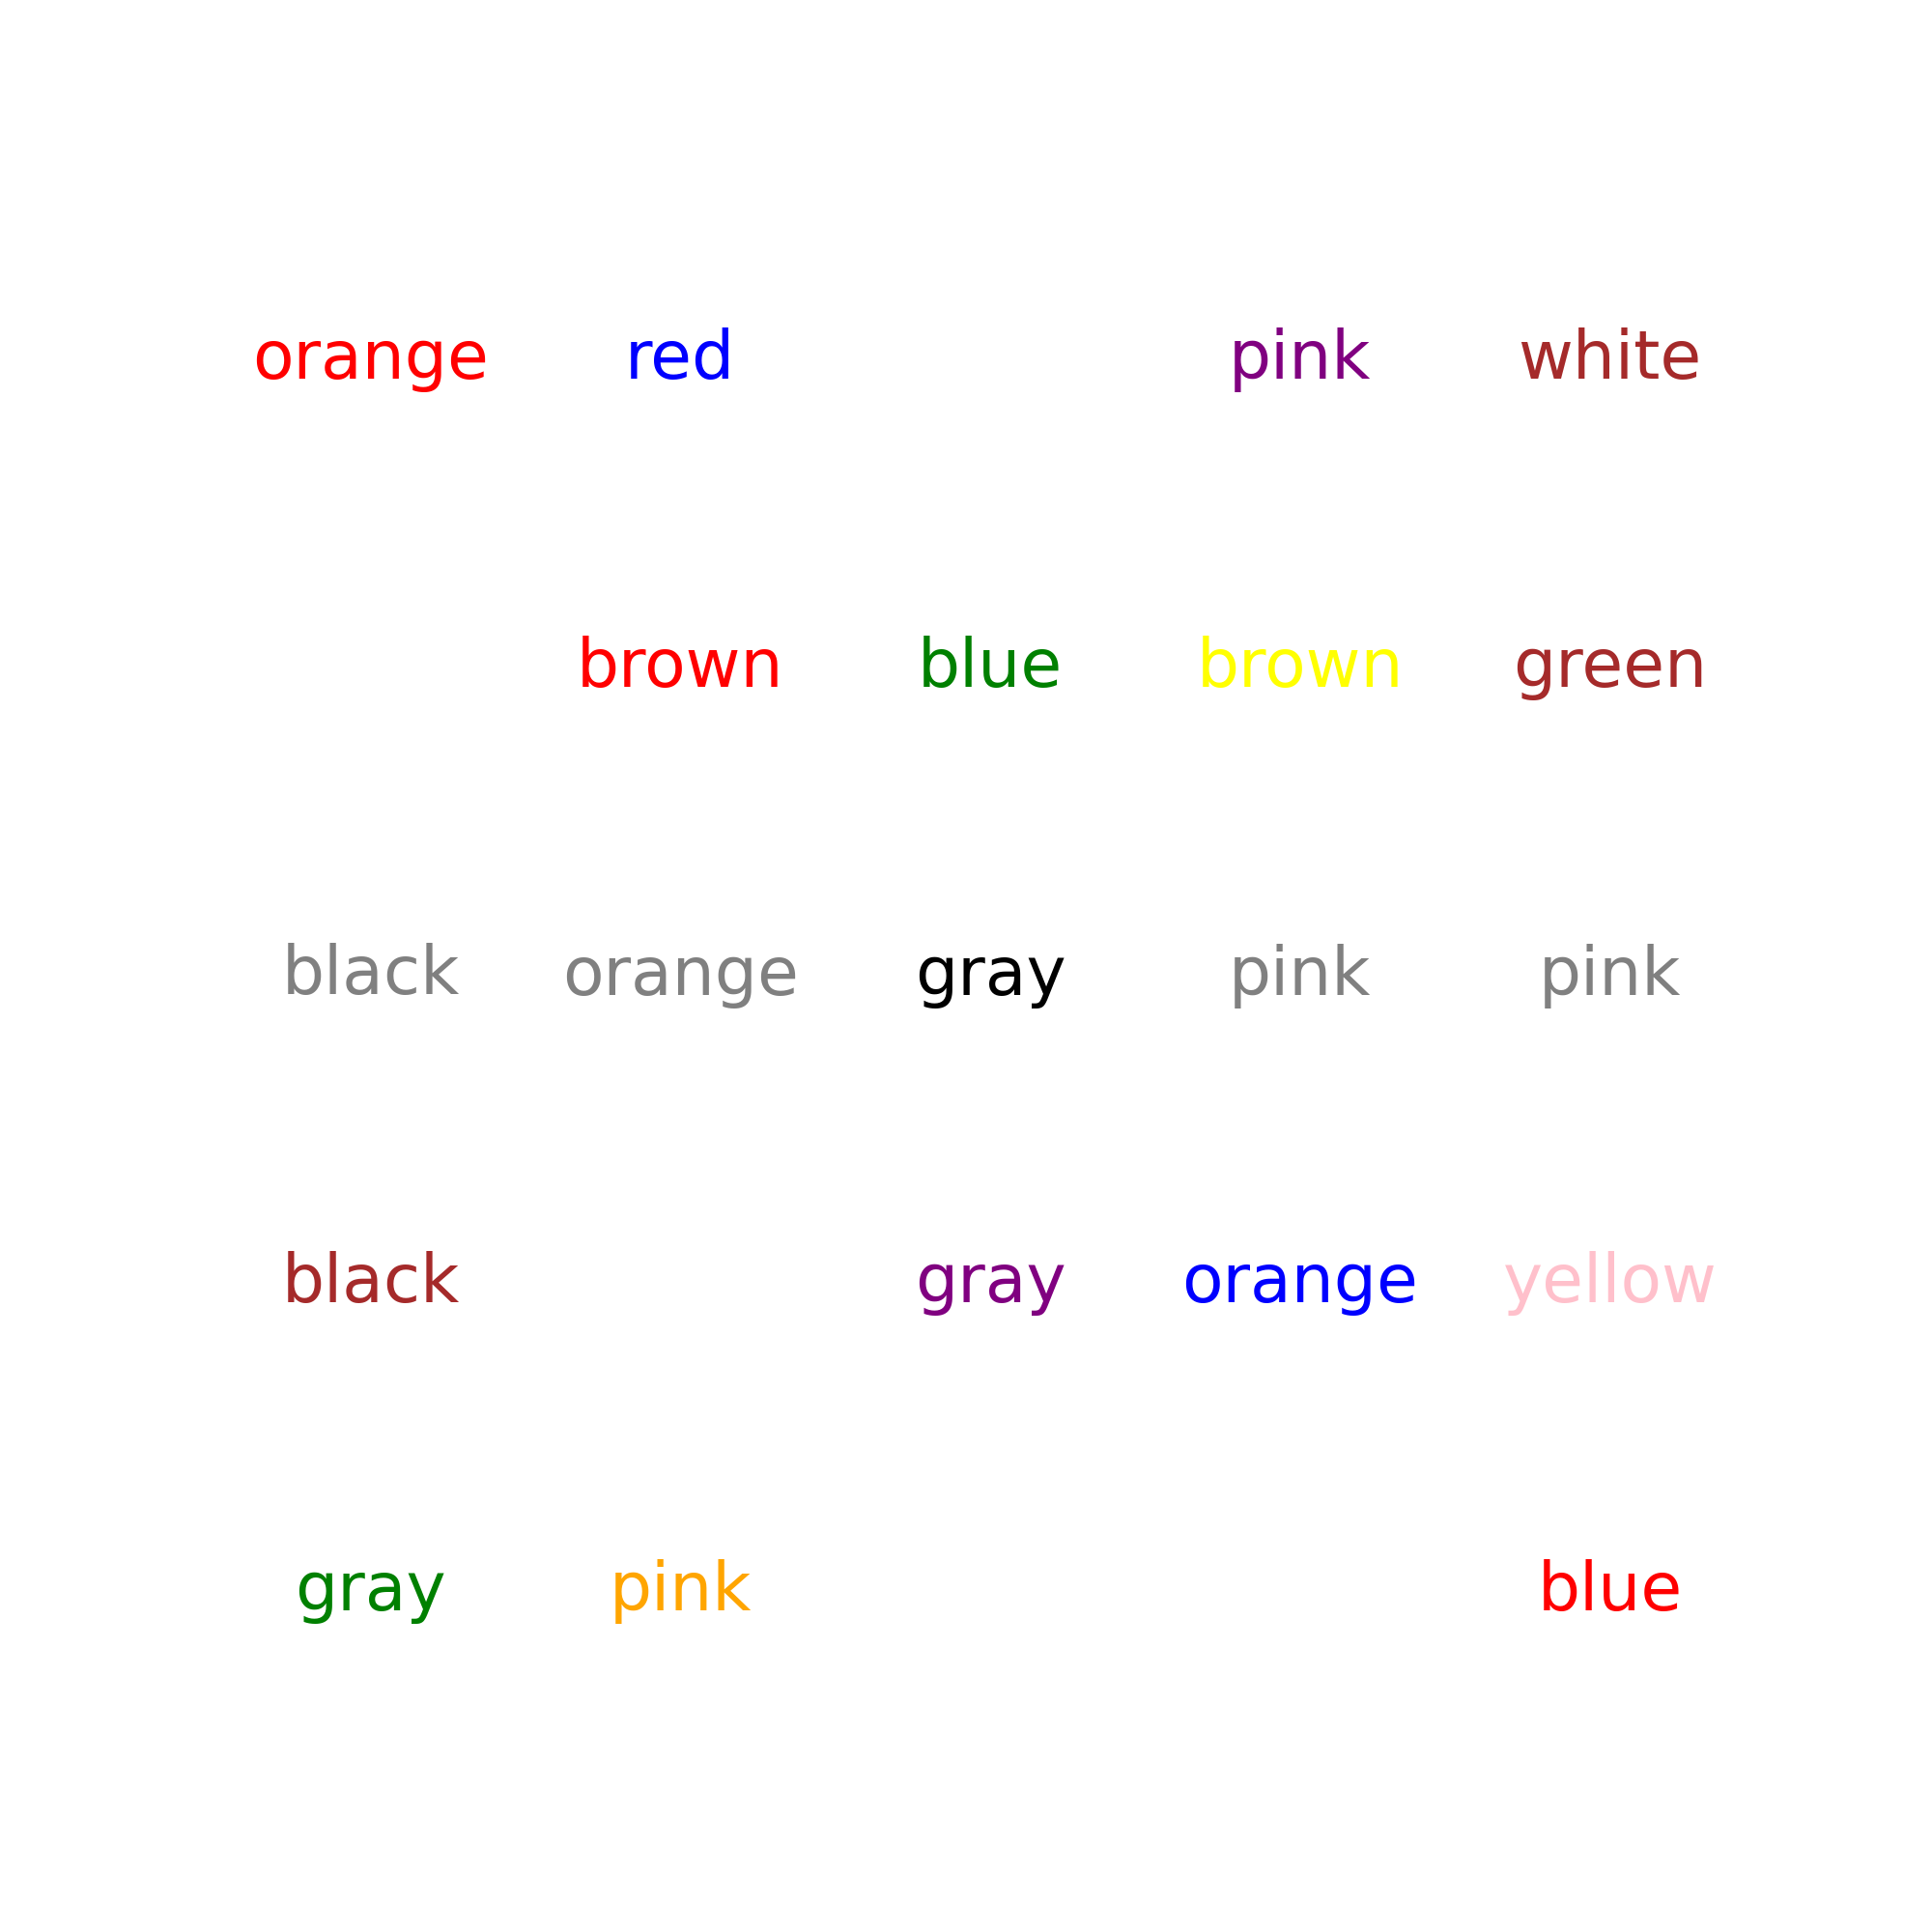 orange red pink white
brown blue brown green
black orange gray pink pink
black gray orange yellow
gray pink blue